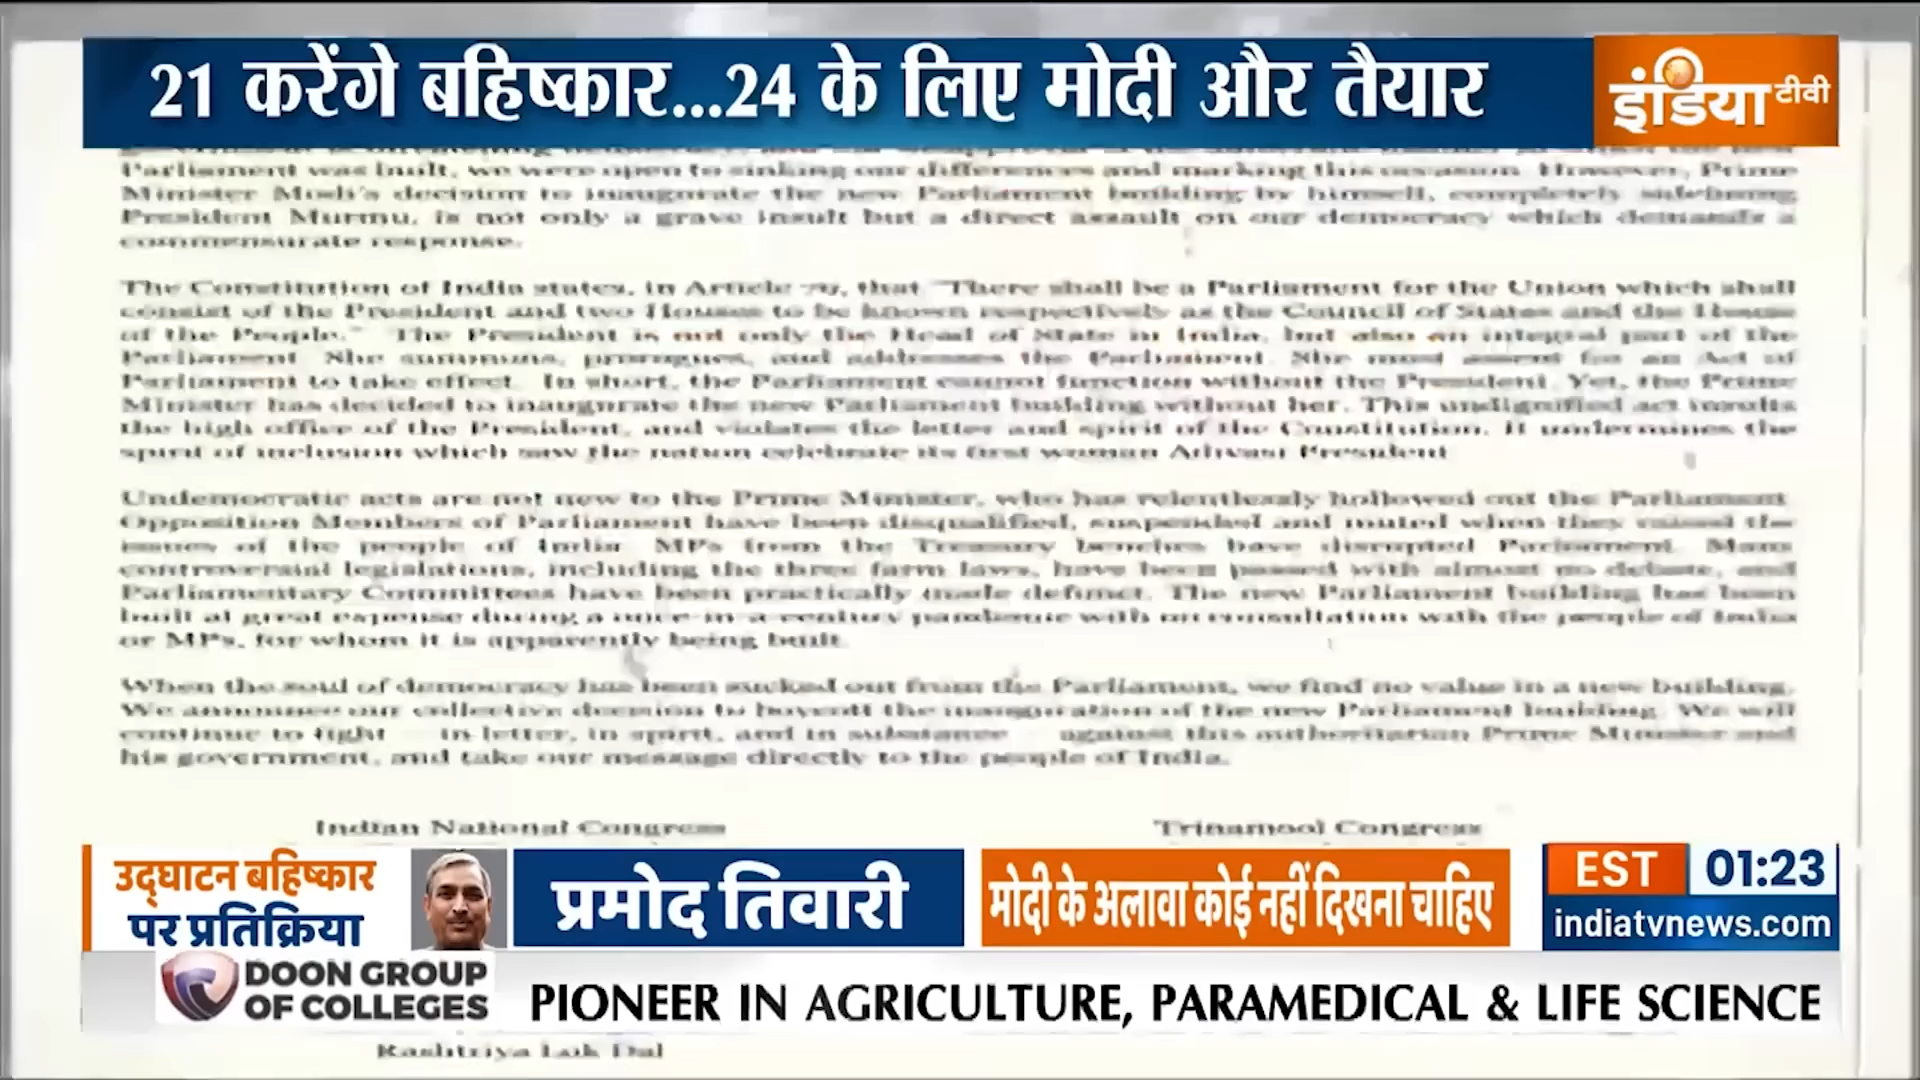 21 करेंगे बहिष्कार...24 के लिए मोदी और तैयार
इंडिया टीवी
Parliament was built, we were open to sinking our differences and marking this occasion. However, Prime
Minister Modi's decision to inaugurate the new Parliament building by himself, completely sidelining
President Murmu, is not only a grave insult but a direct assault on our democracy which demands a
commensurate response.
The Constitution of India states, in Article 79, that "There shall be a Parliament for the Union which shall
consist of the President and two Houses to be known respectively as the Council of States and the House
of the People." The President is not only the Head of State in India, but also an integral part of the
Parliament. She summons, prorogues, and addresses the Parliament. She must assent for an Act of
Parliament to take effect. In short, the Parliament cannot function without the President. Yet, the Prime
Minister has decided to inaugurate the new Parliament building without her. This undignified act insults
the high office of the President, and violates the letter and spirit of the Constitution. It undermines the
spirit of inclusion which saw the nation celebrate its first woman Adivasi President
Undemocratic acts are not new to the Prime Minister, who has relentlessly hollowed out the Parliament.
Opposition Members of Parliament have been disqualified, suspended and muted when they raised the
issues of the people of India. MPs from the Treasury benches have disrupted Parliament. Many
controversial legislations, including the three farm laws, have been passed with almost no debate, and
Parliamentary Committees have been practically made defunct. The new Parliament building has been
built at great expense during a once-in-a-century pandemic with no consultation with the people of India
or MPs, for whom it is apparently being built.
When the soul of democracy has been sucked out from the Parliament, we find no value in a new building.
We announce our collective decision to boycott the inauguration of the new Parliament building. We will
continue to fight in letter, in spirit, and in substance against this authoritarian Prime Minister and
his government, and take our message directly to the people of India.
Indian National Congress Trinamool Congress
उद्घाटन बहिष्कार
पर प्रतिक्रिया
प्रमोद तिवारी
मोदी के अलावा कोई नहीं दिखना चाहिए
EST 01:23
indiatvnews.com
DOON GROUP
OF COLLEGES
PIONEER IN AGRICULTURE, PARAMEDICAL & LIFE SCIENCE
Rashtriya Lok Dal